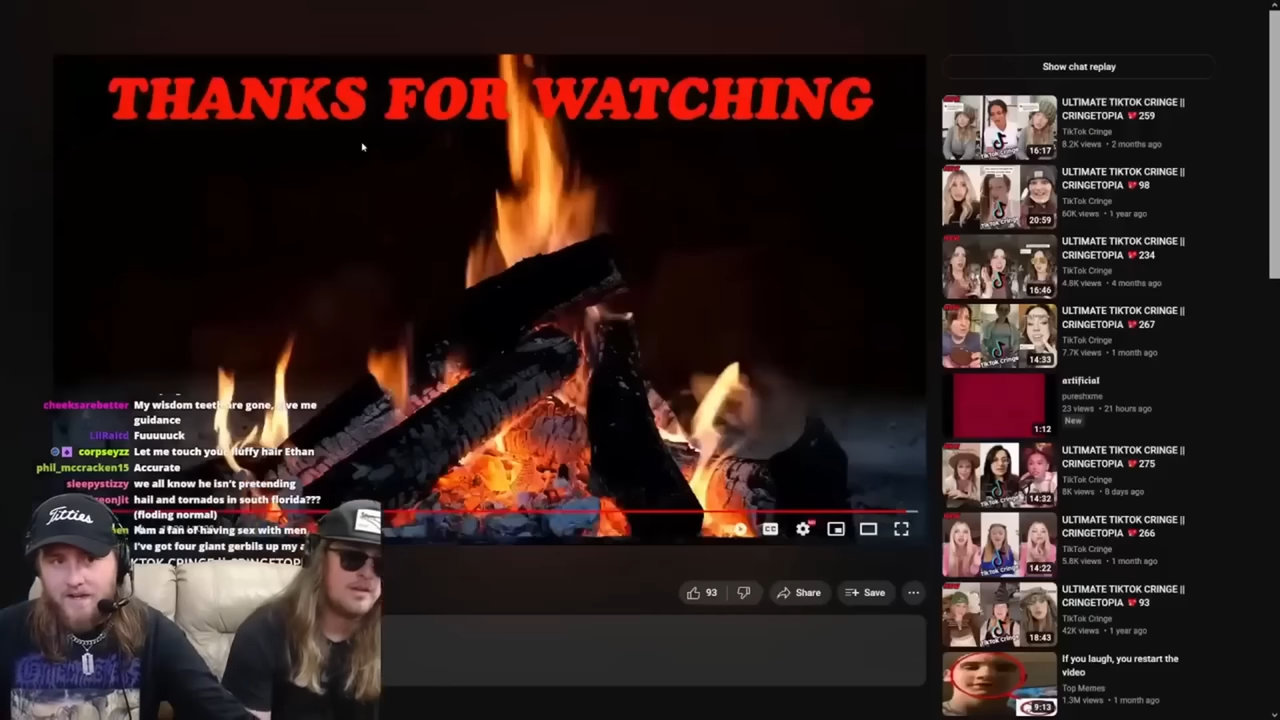 THANKS FOR WATCHING
cheeksarebetter My wisdom teeth are gone, give me
guidance
LilRaitd Fuuuuuck
corpseyzz Let me touch your fluffy hair Ethan
phil_mccracken15 Accurate
sleepystizzy we all know he isn't pretending
hail and tornados in south florida???
(floding normal)
I am a fan of having sex with men
I've got four giant gerbils up my a
Titties
93
Share
Save
CC
Show chat replay
ULTIMATE TIKTOK CRINGE ||
CRINGETOPIA 259
TikTok Cringe
8.2K views • 2 months ago
16:17
ULTIMATE TIKTOK CRINGE ||
CRINGETOPIA 98
TikTok Cringe
60K views • 1 year ago
20:59
ULTIMATE TIKTOK CRINGE ||
CRINGETOPIA 234
TikTok Cringe
4.8K views • 4 months ago
16:46
ULTIMATE TIKTOK CRINGE ||
CRINGETOPIA 267
TikTok Cringe
7.7K views • 1 month ago
14:33
artificial
pureshxme
23 views • 21 hours ago
New
1:12
ULTIMATE TIKTOK CRINGE ||
CRINGETOPIA 275
TikTok Cringe
8K views • 8 days ago
14:32
ULTIMATE TIKTOK CRINGE ||
CRINGETOPIA 266
TikTok Cringe
5.8K views • 1 month ago
14:22
ULTIMATE TIKTOK CRINGE ||
CRINGETOPIA 93
TikTok Cringe
42K views • 1 year ago
18:43
If you laugh, you restart the
video
Top Memes
1.3M views • 1 month ago
9:13